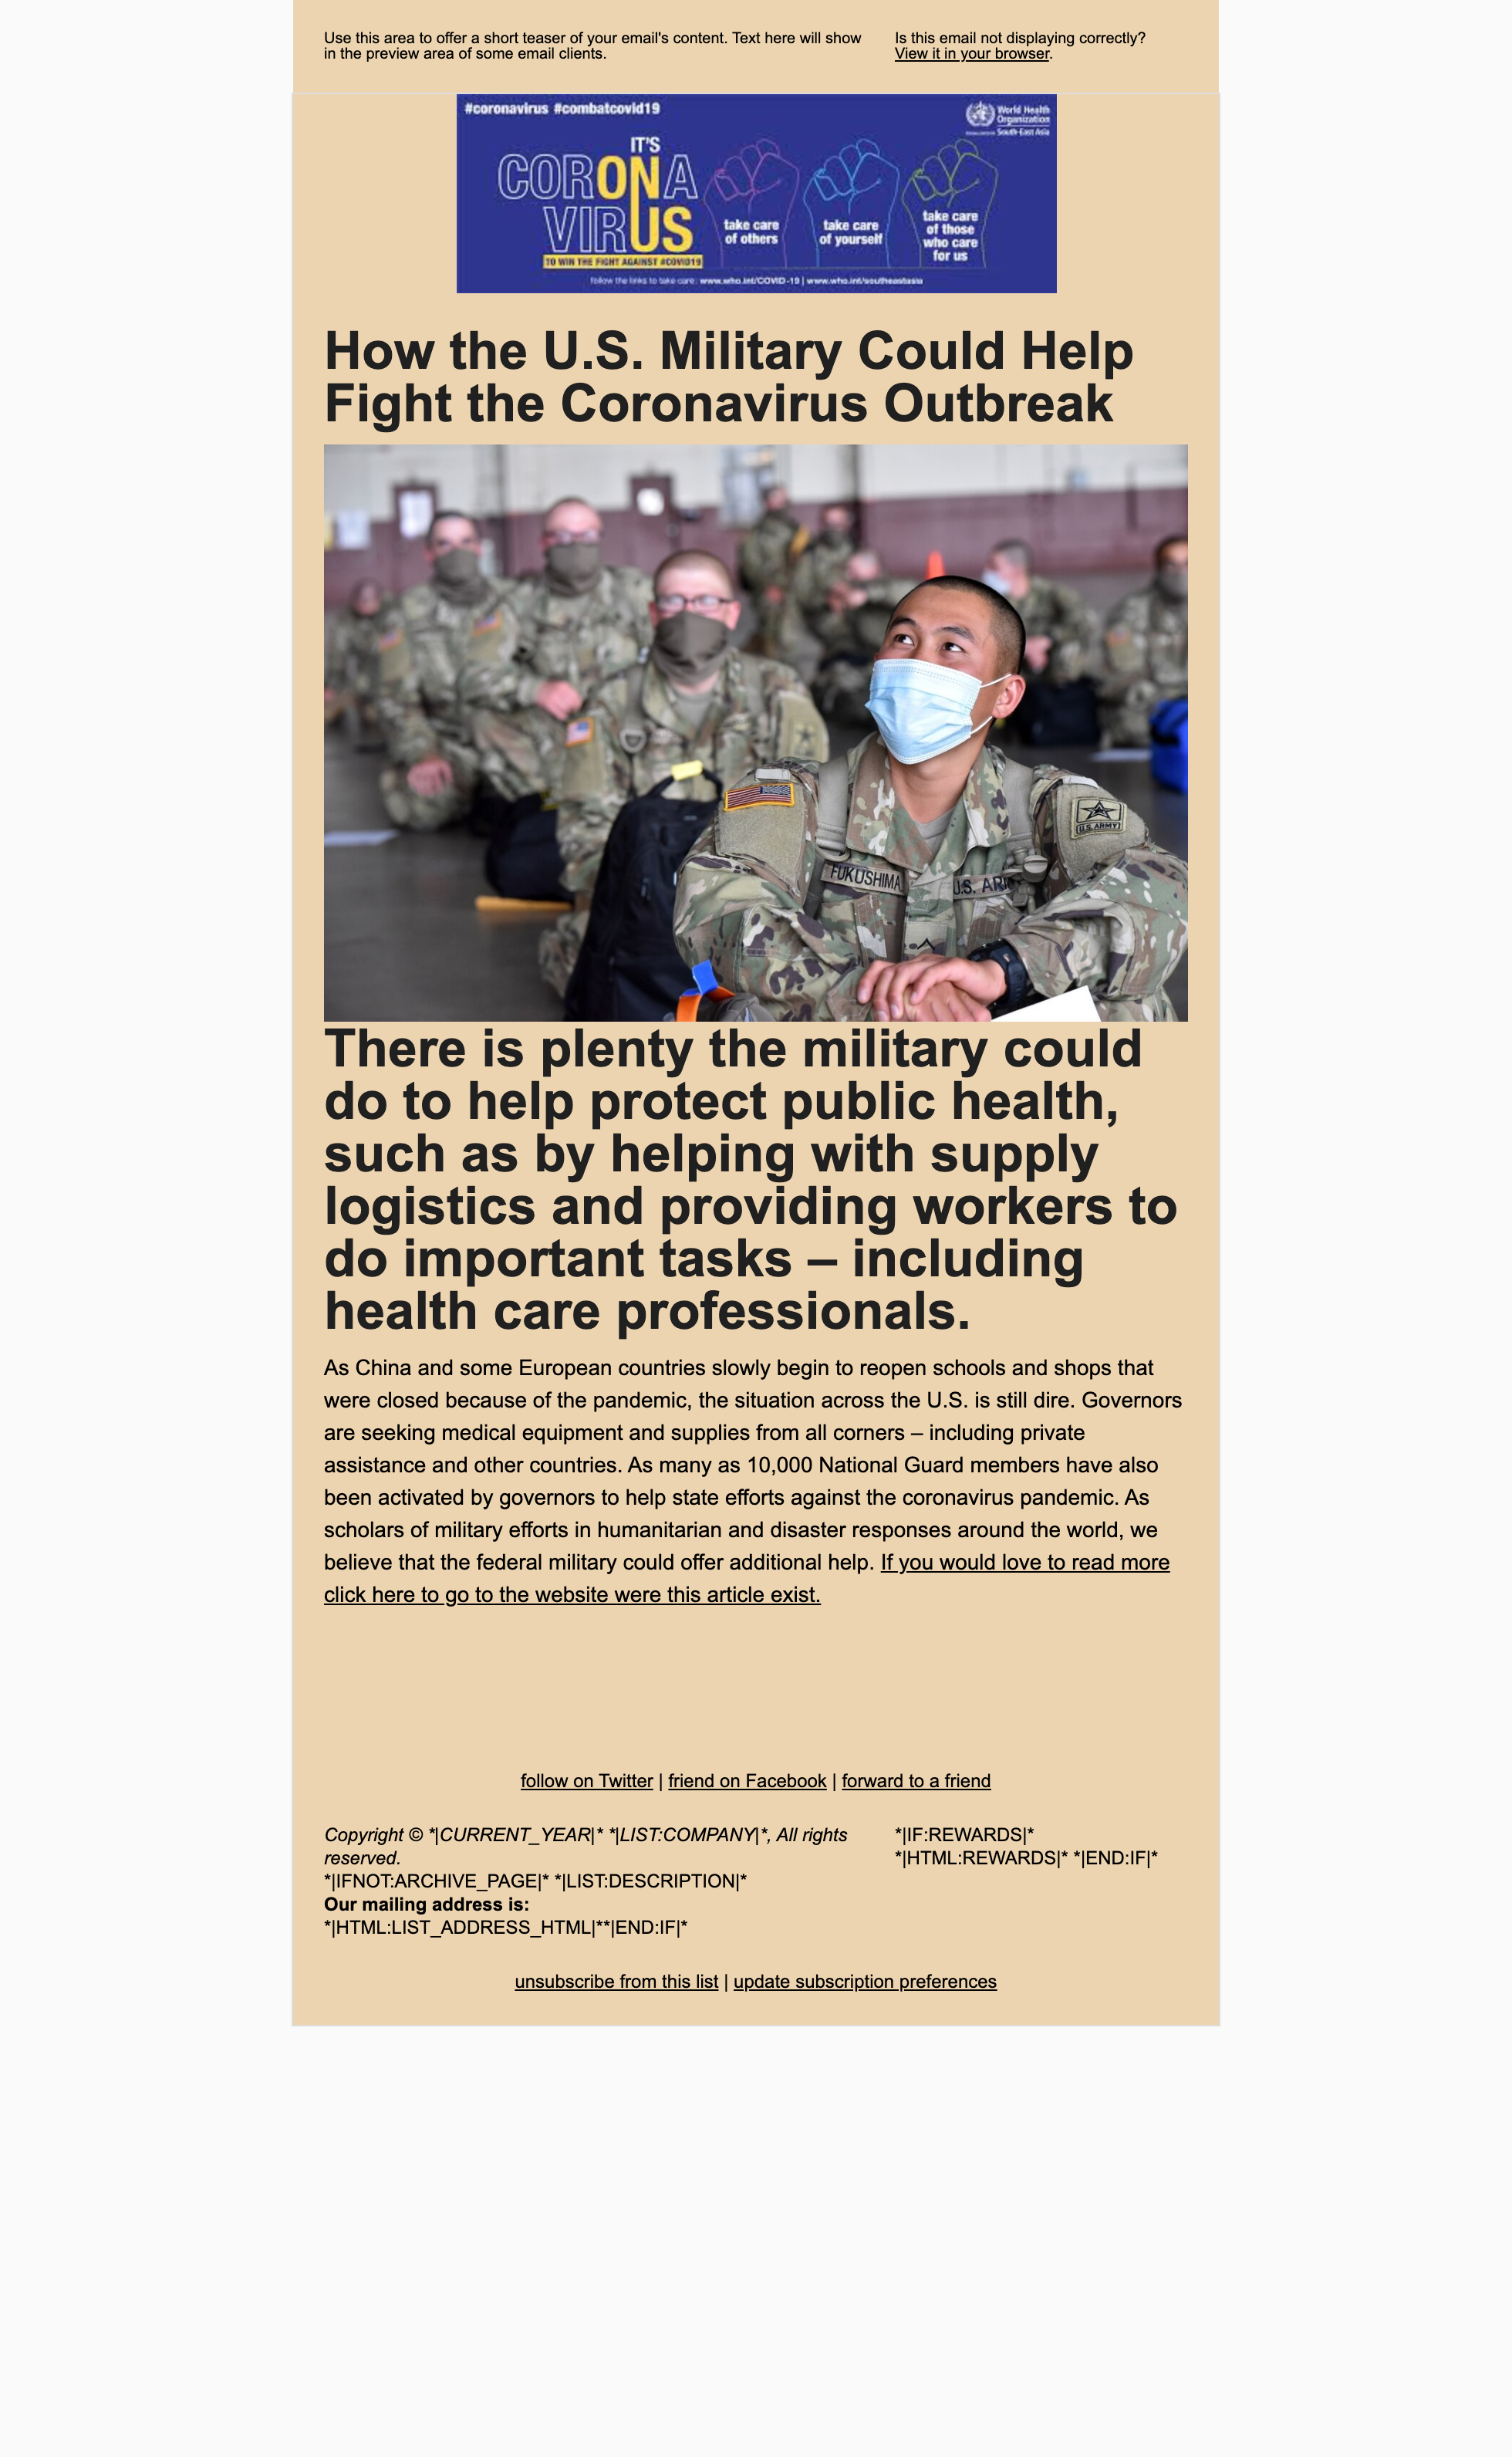 Use this area to offer a short teaser of your email's content. Text here will show
in the preview area of some email clients.
Is this email not displaying correctly?
View it in your browser.
#coronavirus #combatcovid19
World Health
Organization
South-East Asia
IT'S
CORONA
VIRUS
TO WIN THE FIGHT AGAINST #COVID19
take care
of others
take care
of yourself
take care
of those
who care
for us
follow the links to take care: www.who.int/COVID-19 | www.who.int/southeastasia
How the U.S. Military Could Help
Fight the Coronavirus Outbreak
U.S. ARMY
FUKUSHIMA
U.S. ARM
There is plenty the military could
do to help protect public health,
such as by helping with supply
logistics and providing workers to
do important tasks – including
health care professionals.
As China and some European countries slowly begin to reopen schools and shops that
were closed because of the pandemic, the situation across the U.S. is still dire. Governors
are seeking medical equipment and supplies from all corners – including private
assistance and other countries. As many as 10,000 National Guard members have also
been activated by governors to help state efforts against the coronavirus pandemic. As
scholars of military efforts in humanitarian and disaster responses around the world, we
believe that the federal military could offer additional help. If you would love to read more
click here to go to the website were this article exist.
follow on Twitter | friend on Facebook | forward to a friend
Copyright © *|CURRENT_YEAR|* *|LIST:COMPANY|*, All rights
reserved.
*|IFNOT:ARCHIVE_PAGE|* *|LIST:DESCRIPTION|*
Our mailing address is:
*|HTML:LIST_ADDRESS_HTML|**|END:IF|*
*|IF:REWARDS|*
*|HTML:REWARDS|* *|END:IF|*
unsubscribe from this list | update subscription preferences